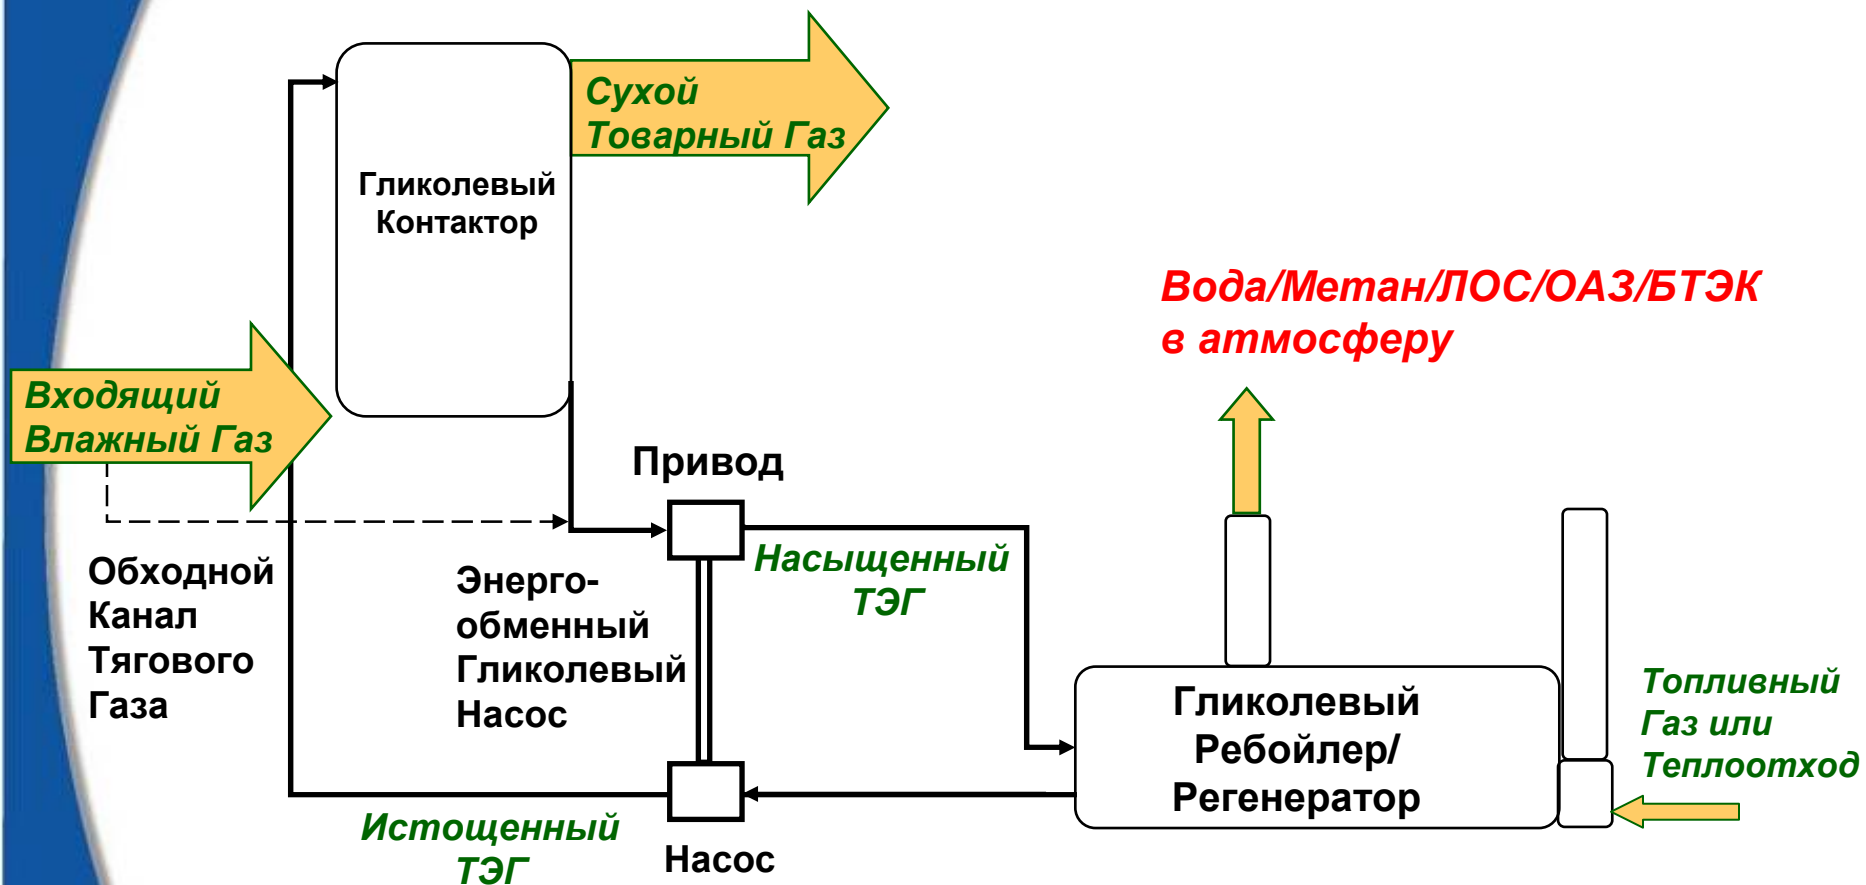 Сухой
Товарный Газ
Гликолевый
Контактор
Вода/Метан/ЛОС/ОАЗ/БТЭК
в атмосферу
Входящий
Влажный Газ
Привод
Обходной
Канал
Тягового
Газа
Энерго-
обменный
Гликолевый
Насос
Насыщенный
ТЭГ
Гликолевый
Ребойлер/
Регенератор
Топливный
Газ или
Теплоотход
Истощенный
ТЭГ
Насос